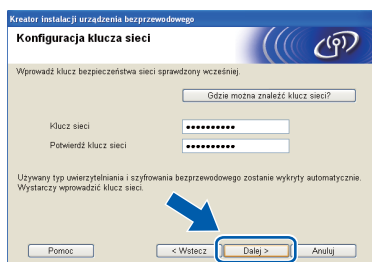 Kreator instalacji urządzenia bezprzewodowego
Konfiguracja klucza sieci
Wprowadź klucz bezpieczeństwa sieci sprawdzony wcześniej.
Gdzie można znaleźć klucz sieci?
Klucz sieci ●●●●●●●●●●
Potwierdź klucz sieci ●●●●●●●●●●
Używany typ uwierzytelniania i szyfrowania bezprzewodowego zostanie wykryty automatycznie.
Wystarczy wprowadzić klucz sieci.
Pomoc < Wstecz Dalej > Anuluj